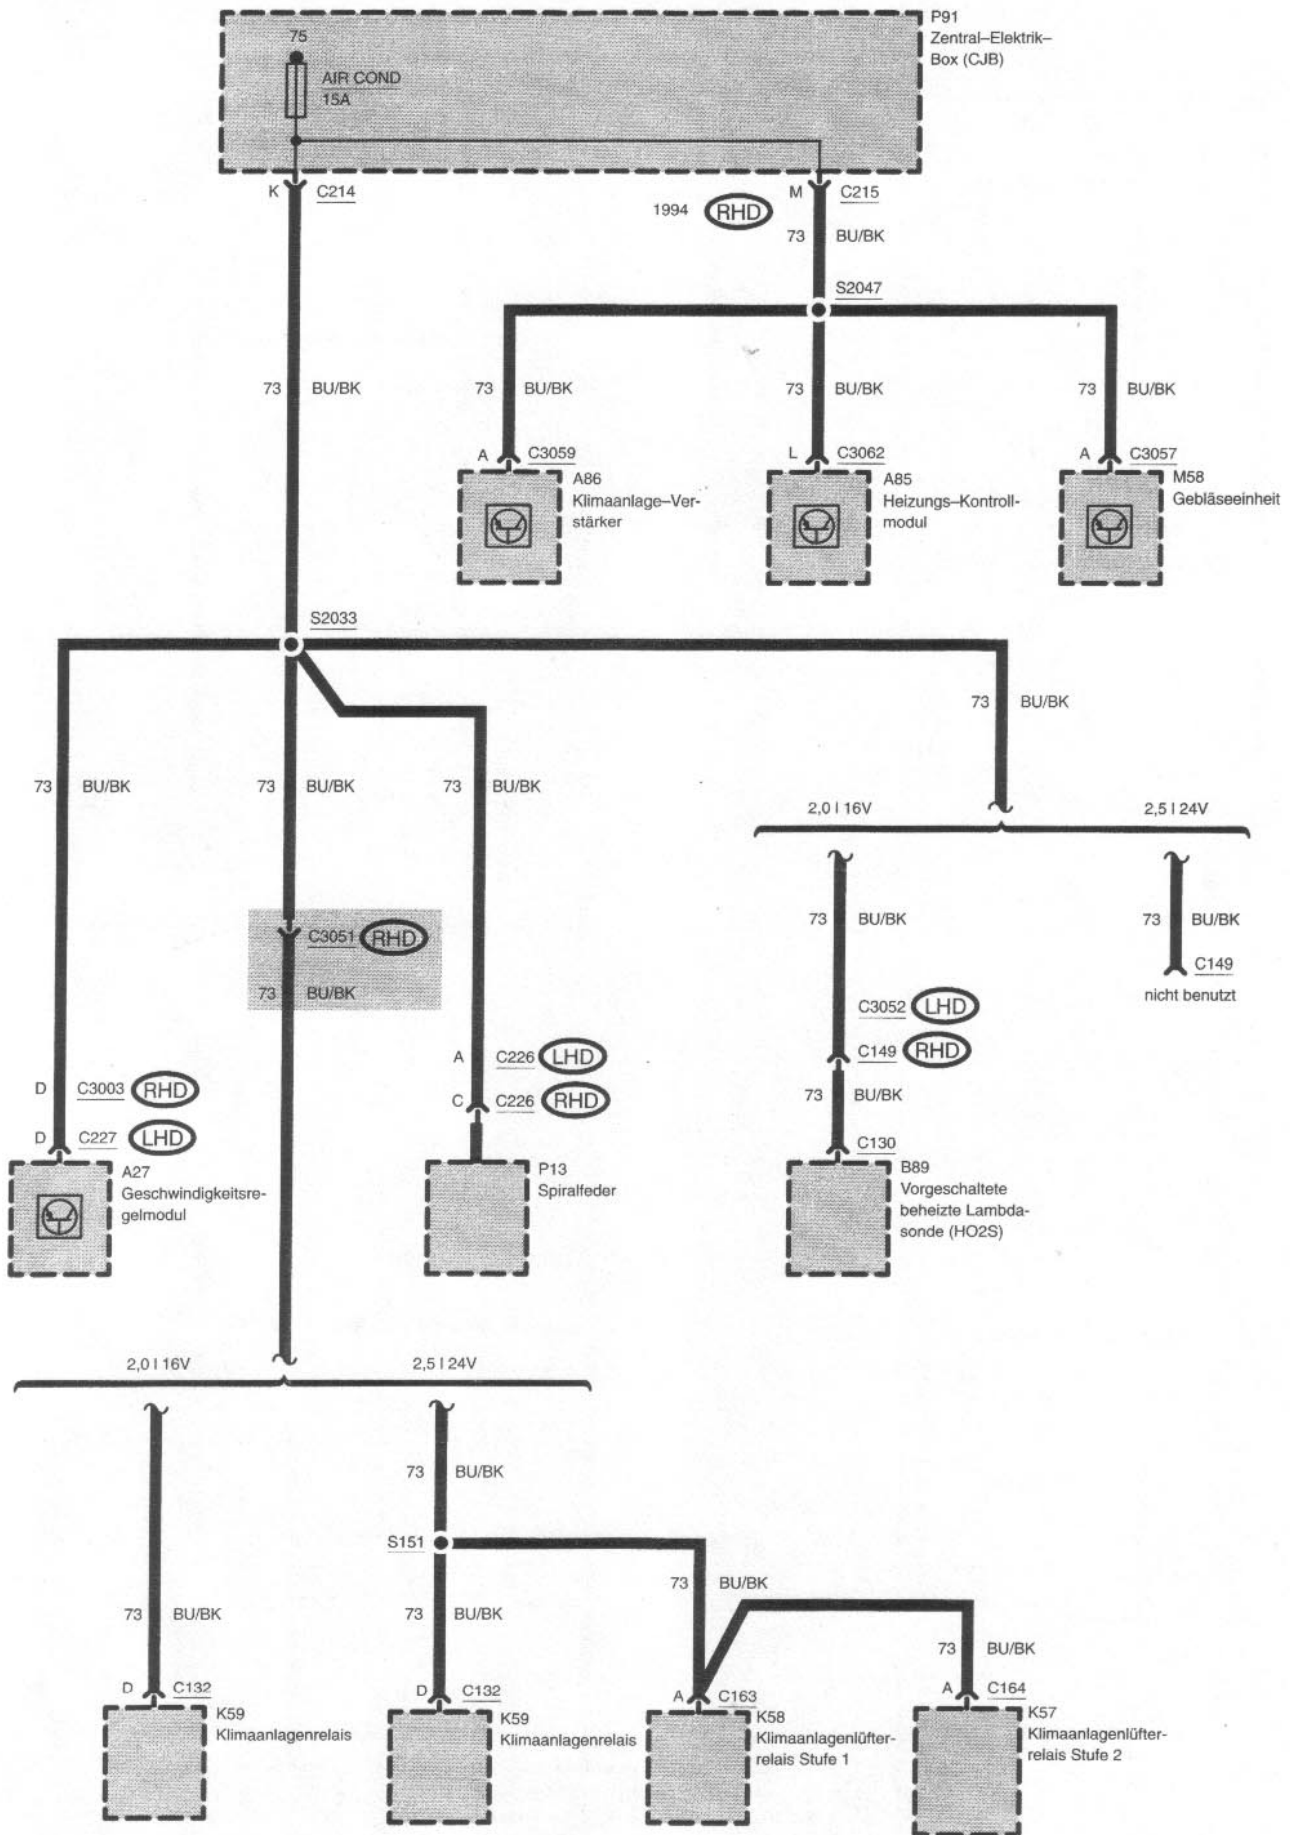 P91
Zentral–Elektrik–
Box (CJB)
75
AIR COND
15A
K C214
1994 RHD
M C215
73 BU/BK
S2047
73 BU/BK
73 BU/BK
73 BU/BK
73 BU/BK
A C3059
A86
Klimaanlage–Ver-
stärker
L C3062
A85
Heizungs–Kontroll-
modul
A C3057
M58
Gebläseeinheit
S2033
73 BU/BK
73 BU/BK
73 BU/BK
73 BU/BK
2,0 l 16V
2,5 l 24V
73 BU/BK
73 BU/BK
C3051 RHD
73 BU/BK
C149
nicht benutzt
C3052 LHD
C149 RHD
73 BU/BK
A C226 LHD
C C226 RHD
D C3003 RHD
D C227 LHD
C130
A27
Geschwindigkeitsre-
gelmodul
P13
Spiralfeder
B89
Vorgeschaltete
beheizte Lambda-
sonde (HO2S)
2,0 l 16V
2,5 l 24V
73 BU/BK
S151
73 BU/BK
73 BU/BK
73 BU/BK
73 BU/BK
D C132
K59
Klimaanlagenrelais
D C132
K59
Klimaanlagenrelais
A C163
K58
Klimaanlagenlüfter-
relais Stufe 1
A C164
K57
Klimaanlagenlüfter-
relais Stufe 2